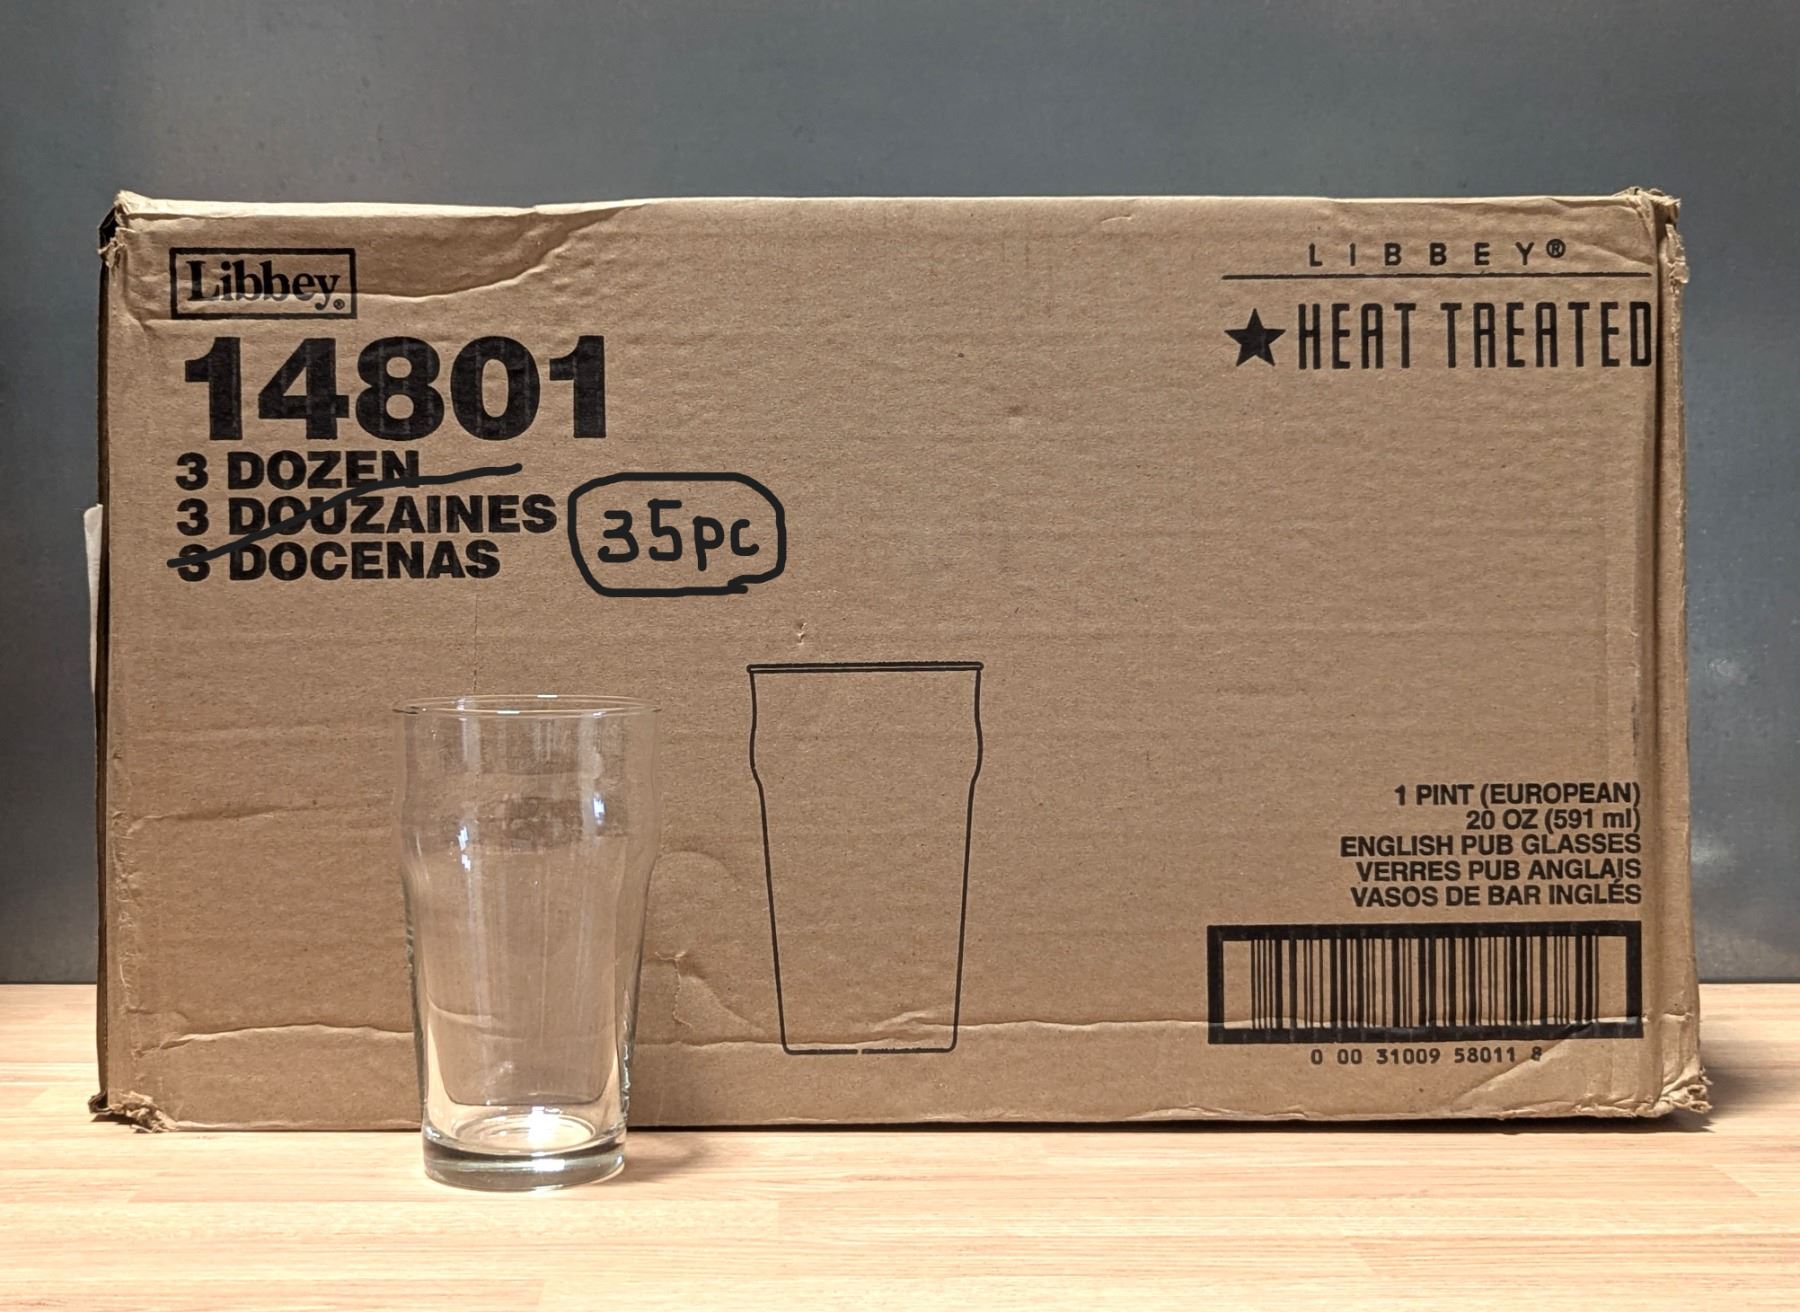 Libbey®
14801
3 DOZEN
3 DOUZAINES
3 DOCENAS
35pc
LIBBEY®
★HEAT TREATED
1 PINT (EUROPEAN)
20 OZ (591 ml)
ENGLISH PUB GLASSES
VERRES PUB ANGLAIS
VASOS DE BAR INGLÉS
0 00 31009 58011 8